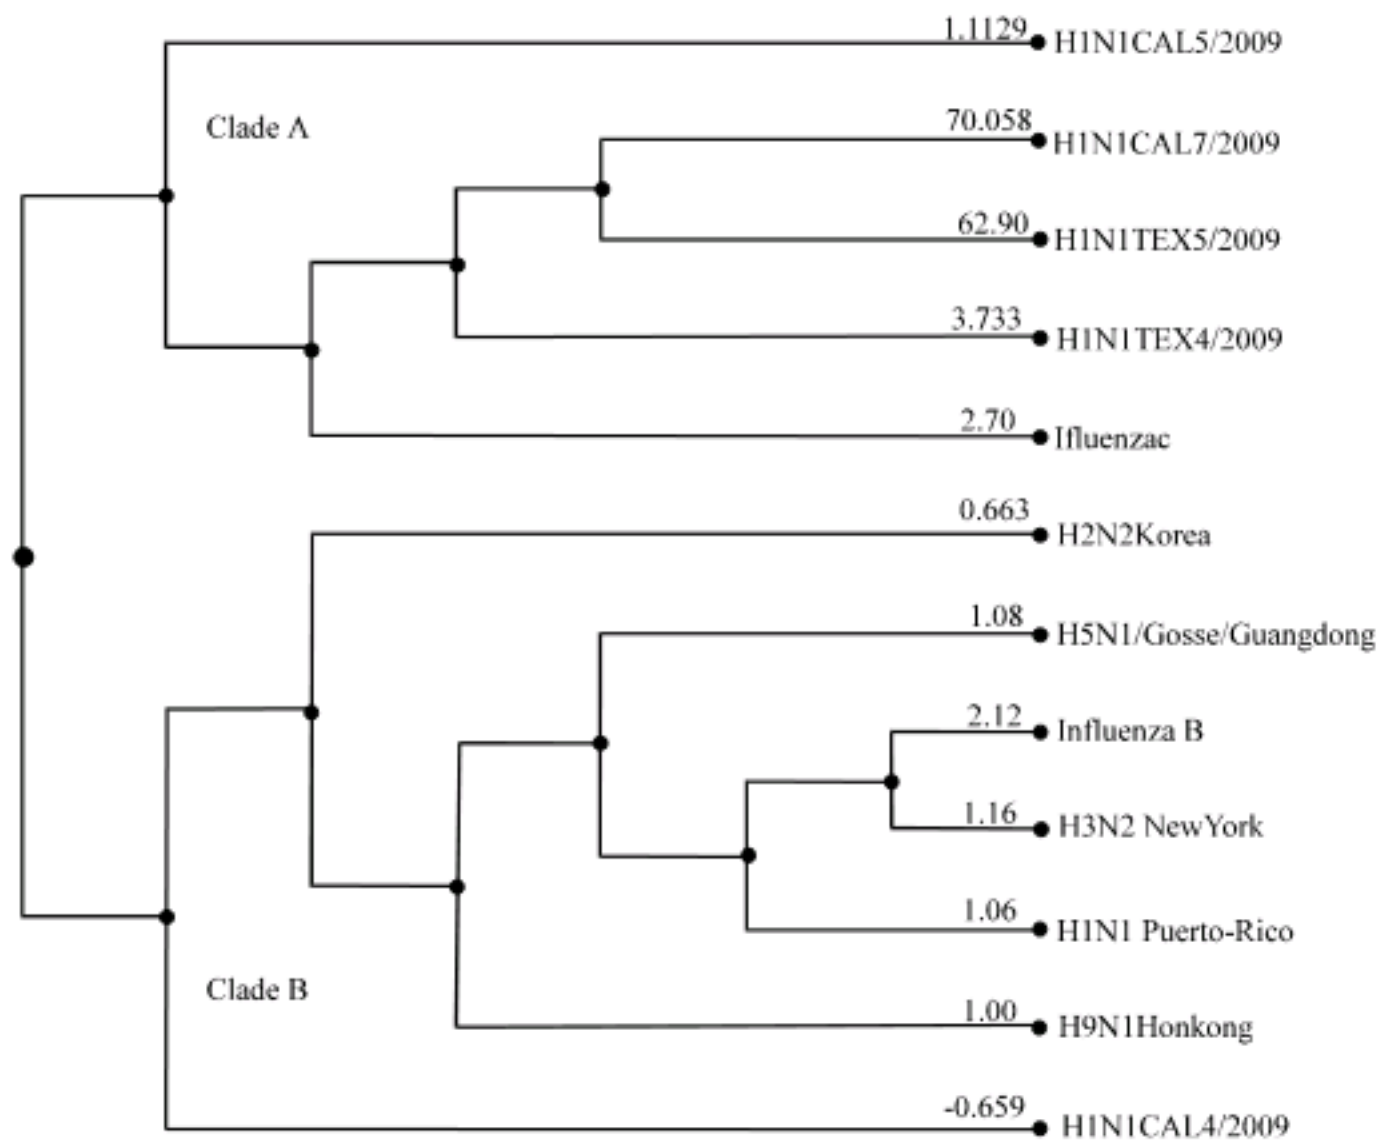 1.1129 H1N1CAL5/2009
Clade A
70.058 H1N1CAL7/2009
62.90 H1N1TEX5/2009
3.733 H1N1TEX4/2009
2.70 Ifluenzac
0.663 H2N2Korea
1.08 H5N1/Gosse/Guangdong
2.12 Influenza B
1.16 H3N2 NewYork
1.06 H1N1 Puerto-Rico
Clade B
1.00 H9N1Honkong
-0.659 H1N1CAL4/2009